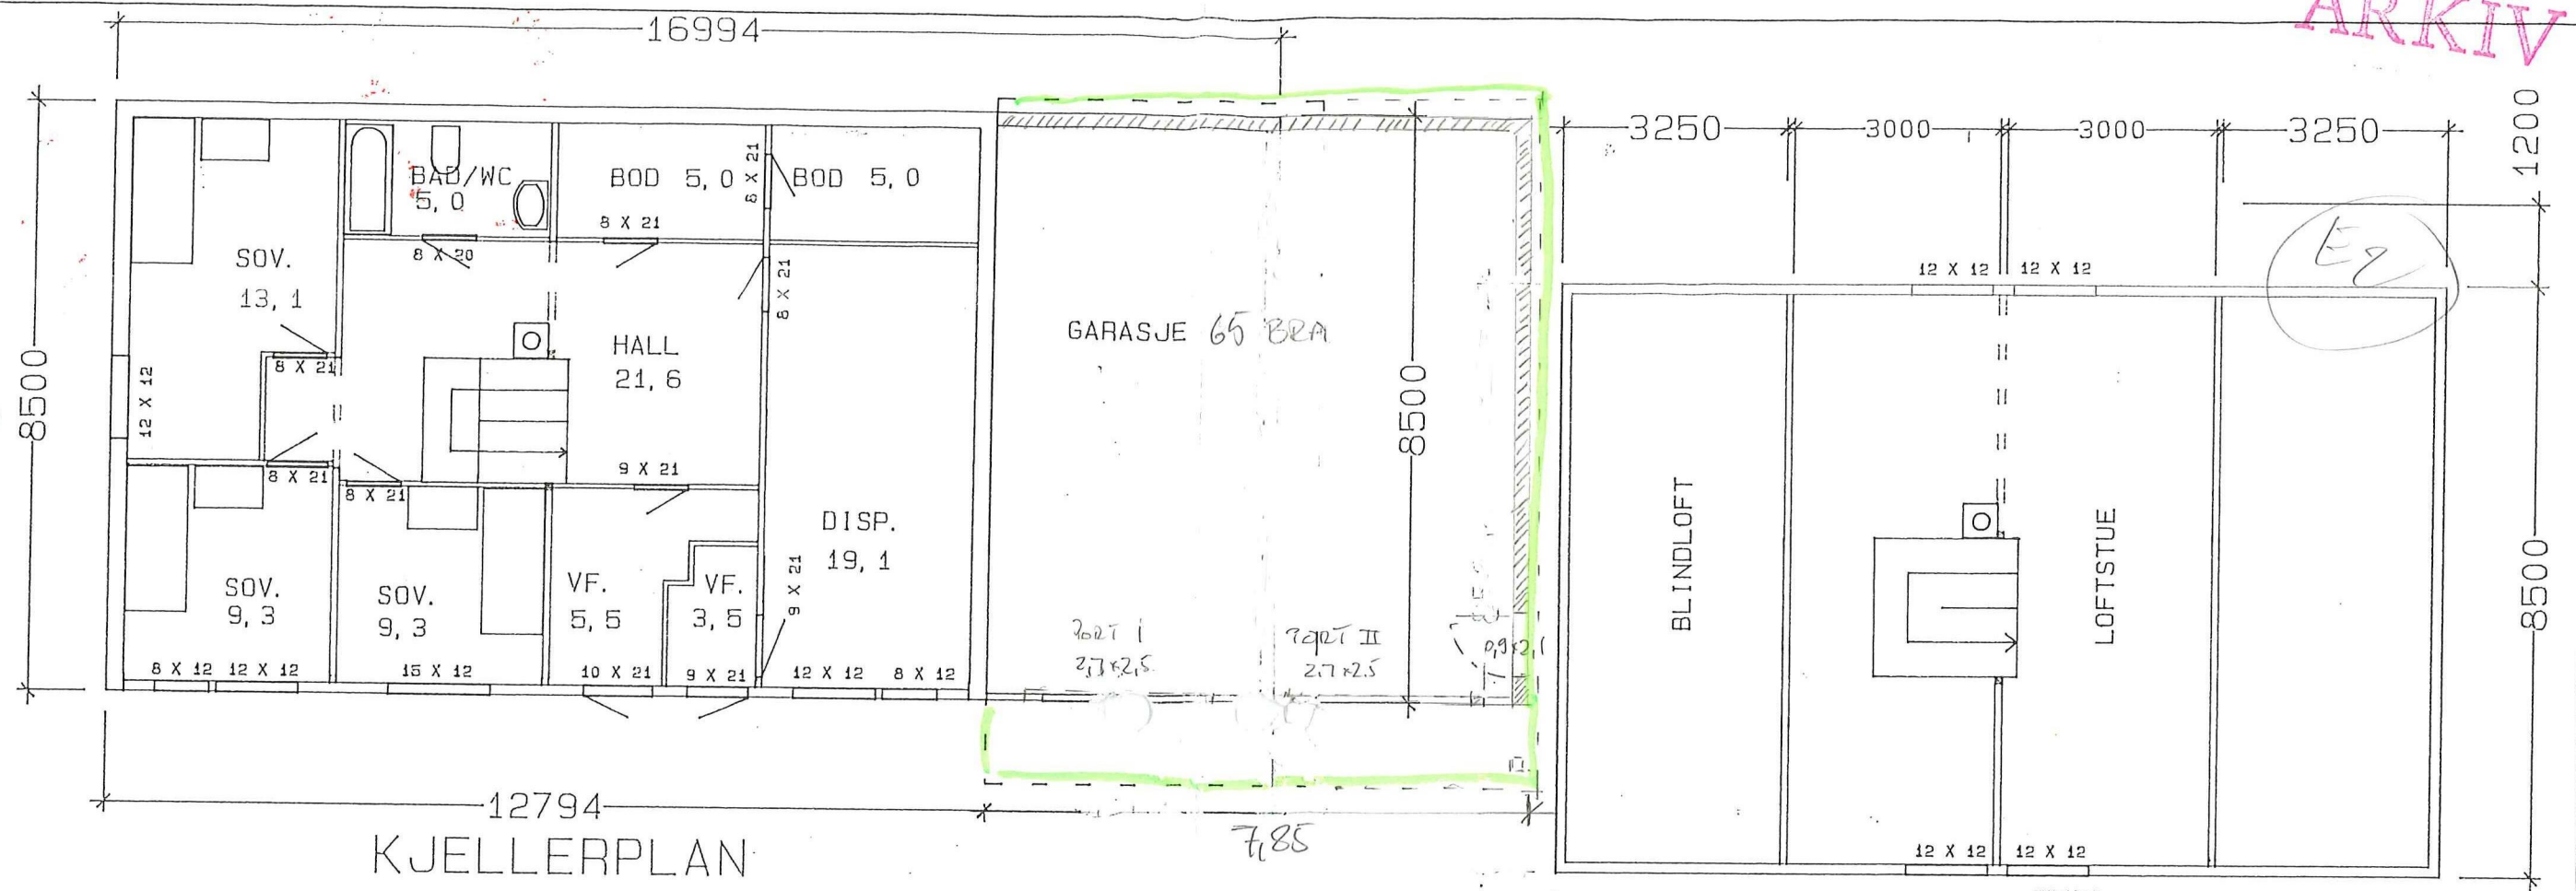 16994
ARKIV
3250
3000
3000
3250
1200
BAD/WC
5,0
BOD 5,0
8 X 21
BOD 5,0
8 X 21
8 X 20
SOV.
13,1
8 X 21
HALL
21,6
GARASJE 65 BRA
12 X 12
12 X 12
E2
8500
12 X 12
8 X 21
8 X 21
8 X 21
9 X 21
8500
BLINDLOFT
LOFTSTUE
8500
DISP.
19,1
SOV.
9,3
SOV.
9,3
VF.
5,5
VF.
3,5
9 X 21
PORT I
2,7x2,5
PORT II
2,7x2,5
0,9x2,1
8 X 12
12 X 12
15 X 12
10 X 21
9 X 21
12 X 12
8 X 12
12794
7,85
12 X 12
12 X 12
KJELLERPLAN